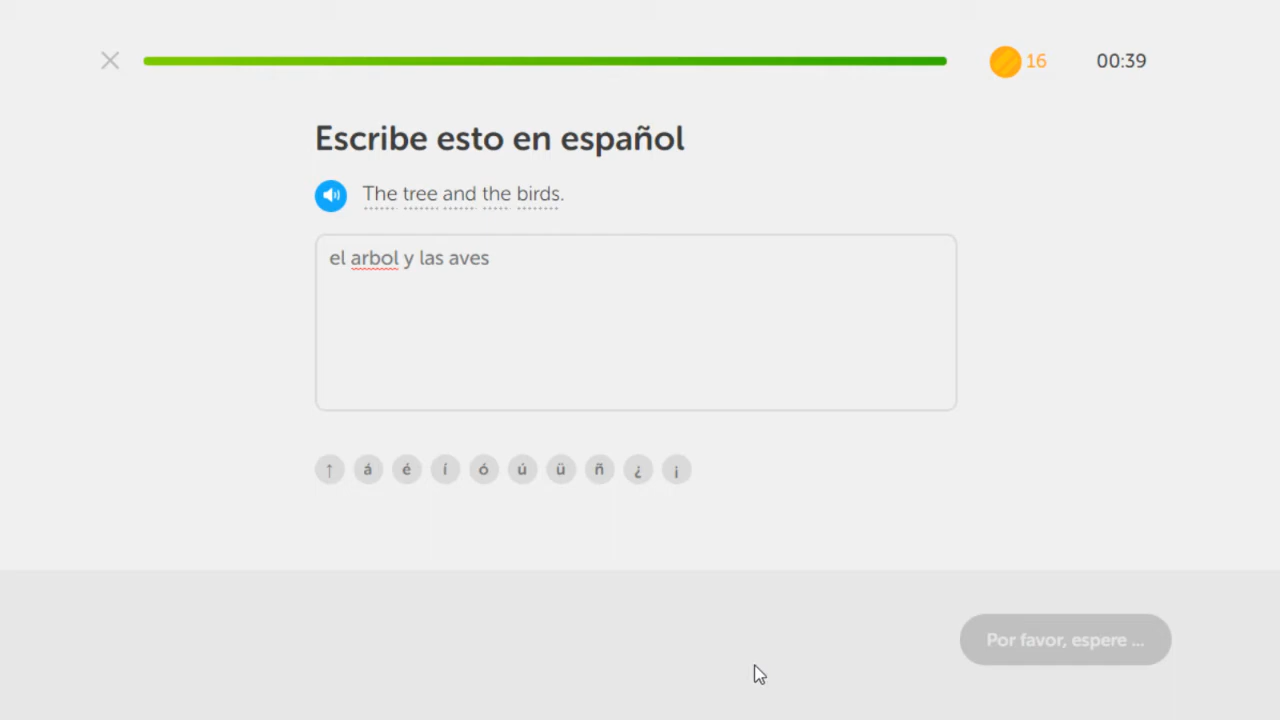 16 00:39
Escribe esto en español
The tree and the birds.
el arbol y las aves
↑ á é í ó ú ü ñ ¿ ¡
Por favor, espere ...